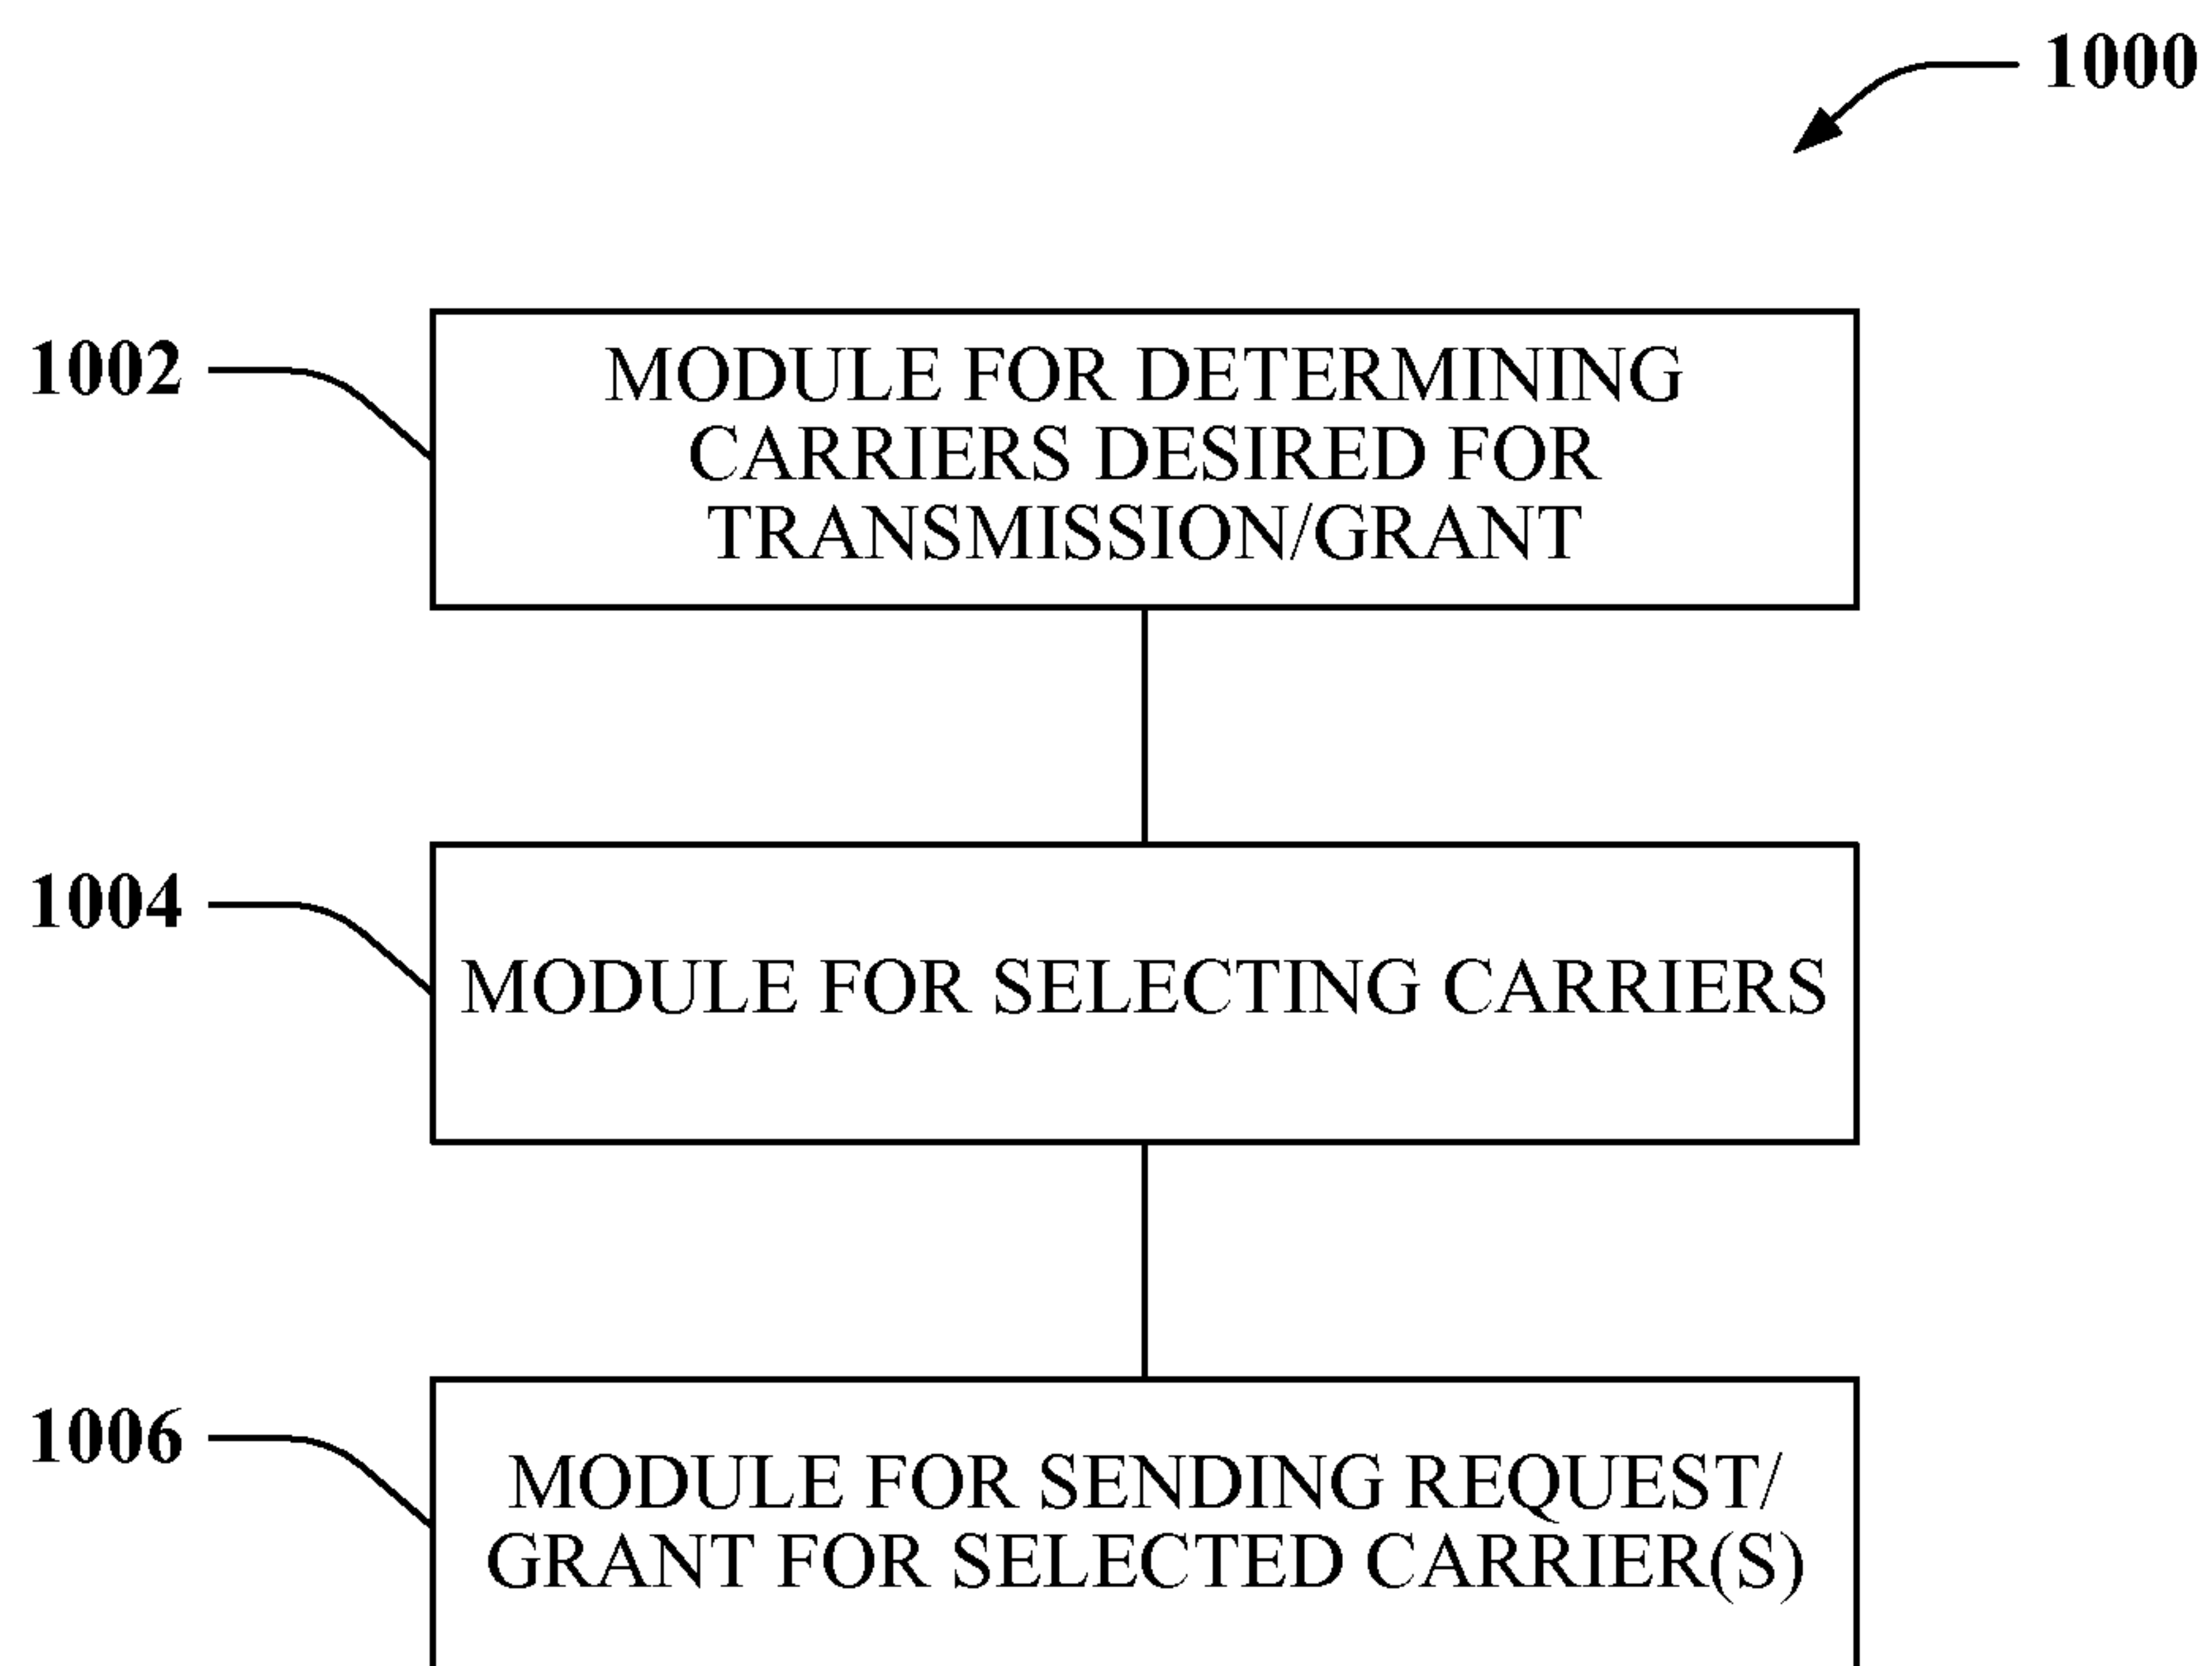 1000
1002
MODULE FOR DETERMINING
CARRIERS DESIRED FOR
TRANSMISSION/GRANT
1004
MODULE FOR SELECTING CARRIERS
1006
MODULE FOR SENDING REQUEST/
GRANT FOR SELECTED CARRIER(S)